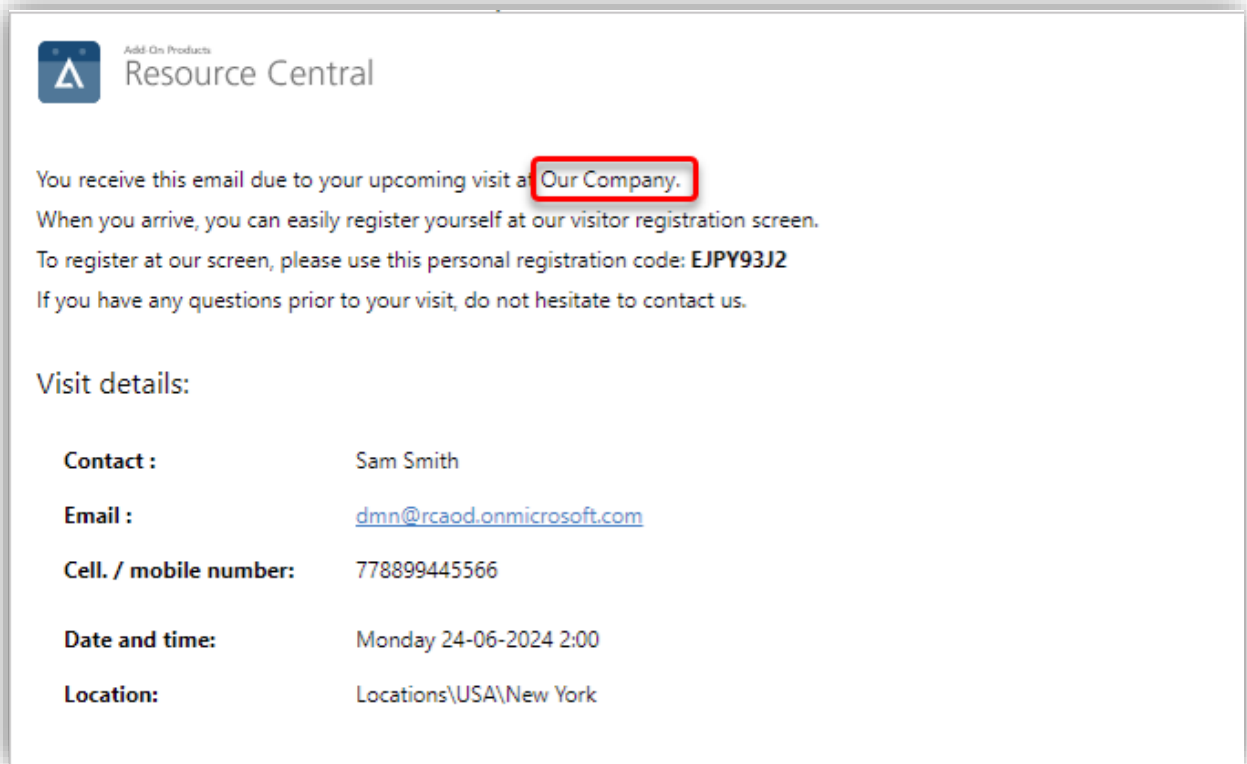 Add-On Products
Resource Central
You receive this email due to your upcoming visit at Our Company.
When you arrive, you can easily register yourself at our visitor registration screen.
To register at our screen, please use this personal registration code: EJPY93J2
If you have any questions prior to your visit, do not hesitate to contact us.
Visit details:
Contact : Sam Smith
Email : dmn@rcaod.onmicrosoft.com
Cell. / mobile number: 778899445566
Date and time: Monday 24-06-2024 2:00
Location: Locations\USA\New York